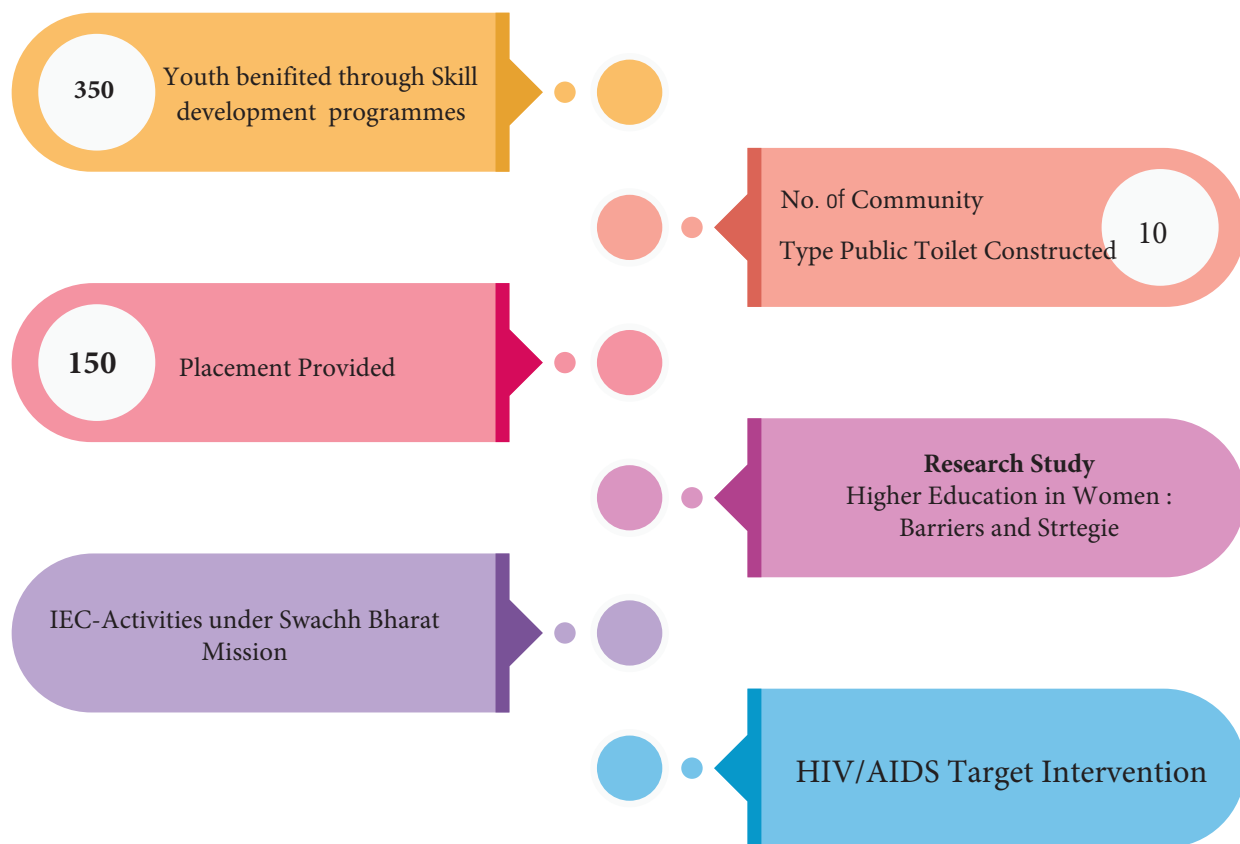 350
Youth benifited through Skill
development programmes
No. of Community
Type Public Toilet Constructed
10
150
Placement Provided
Research Study
Higher Education in Women :
Barriers and Strtegie
IEC-Activities under Swachh Bharat
Mission
HIV/AIDS Target Intervention